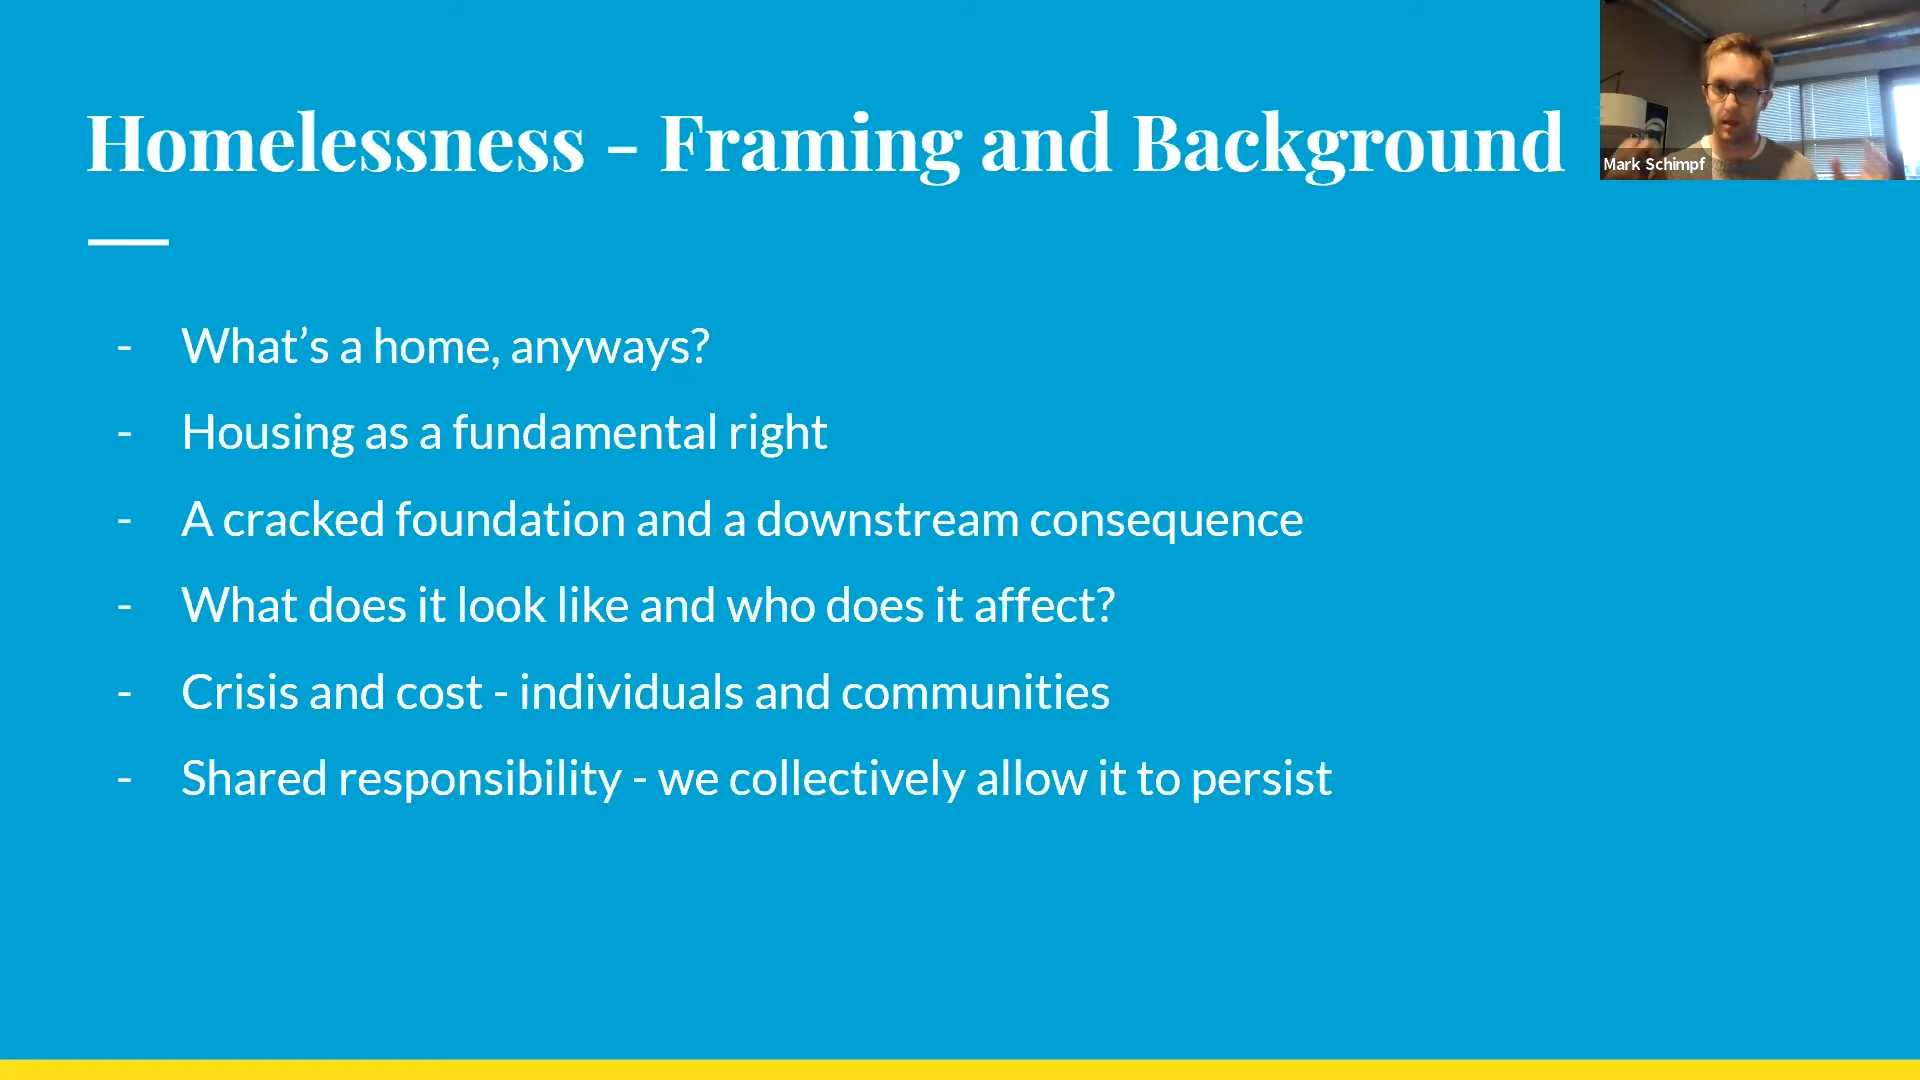 Homelessness - Framing and Background
Mark Schimpf
- What’s a home, anyways?
- Housing as a fundamental right
- A cracked foundation and a downstream consequence
- What does it look like and who does it affect?
- Crisis and cost - individuals and communities
- Shared responsibility - we collectively allow it to persist